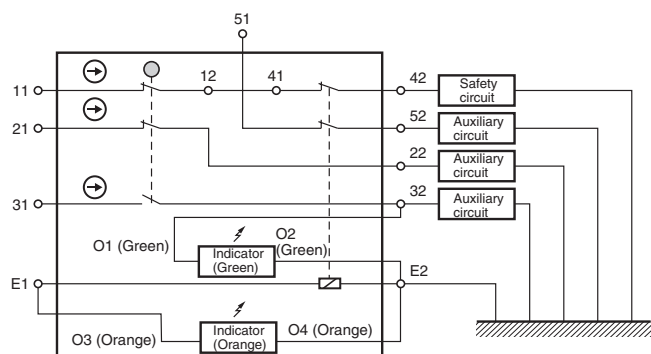 51
11
12
41
42
Safety
circuit
21
52
Auxiliary
circuit
22
Auxiliary
circuit
31
32
Auxiliary
circuit
O1 (Green)
O2
(Green)
Indicator
(Green)
E1
E2
O3 (Orange)
Indicator
(Orange)
O4 (Orange)